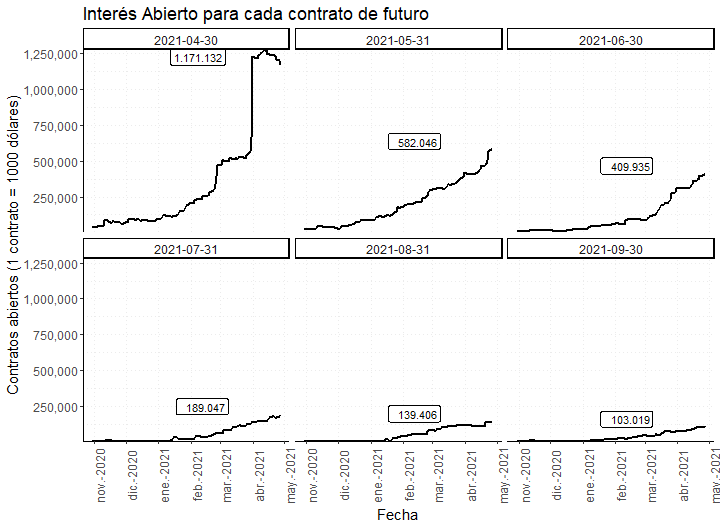 Interés Abierto para cada contrato de futuro
Contratos abiertos (1 contrato = 1000 dólares)
2021-04-30
2021-05-31
2021-06-30
1,250,000
1,000,000
750,000
500,000
250,000
1.171.132
582.046
409.935
2021-07-31
2021-08-31
2021-09-30
1,250,000
1,000,000
750,000
500,000
250,000
189.047
139.406
103.019
nov.-2020
dic.-2020
ene.-2021
feb.-2021
mar.-2021
abr.-2021
may.-2021
nov.-2020
dic.-2020
ene.-2021
feb.-2021
mar.-2021
abr.-2021
may.-2021
nov.-2020
dic.-2020
ene.-2021
feb.-2021
mar.-2021
abr.-2021
may.-2021
Fecha